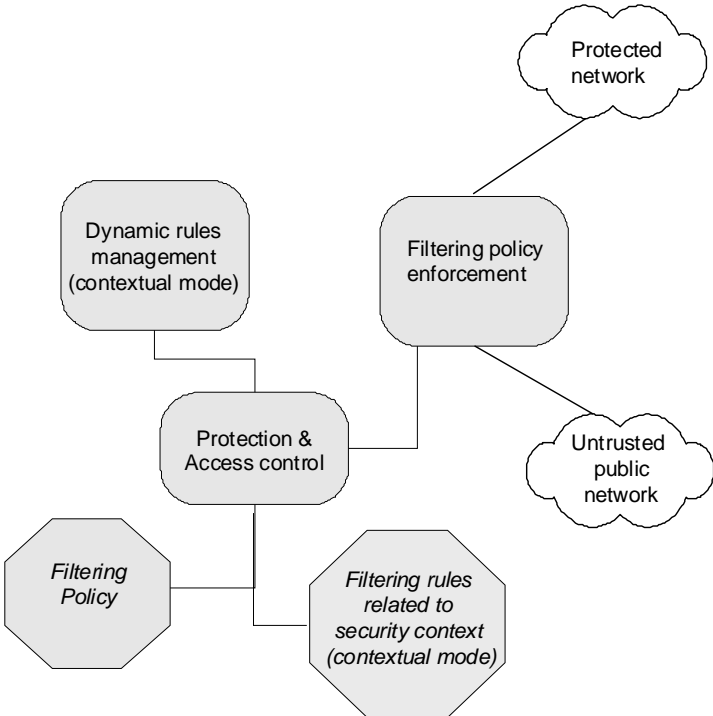 Protected
network
Dynamic rules
management
(contextual mode)
Filtering policy
enforcement
Protection &
Access control
Untrusted
public
network
Filtering
Policy
Filtering rules
related to
security context
(contextual mode)